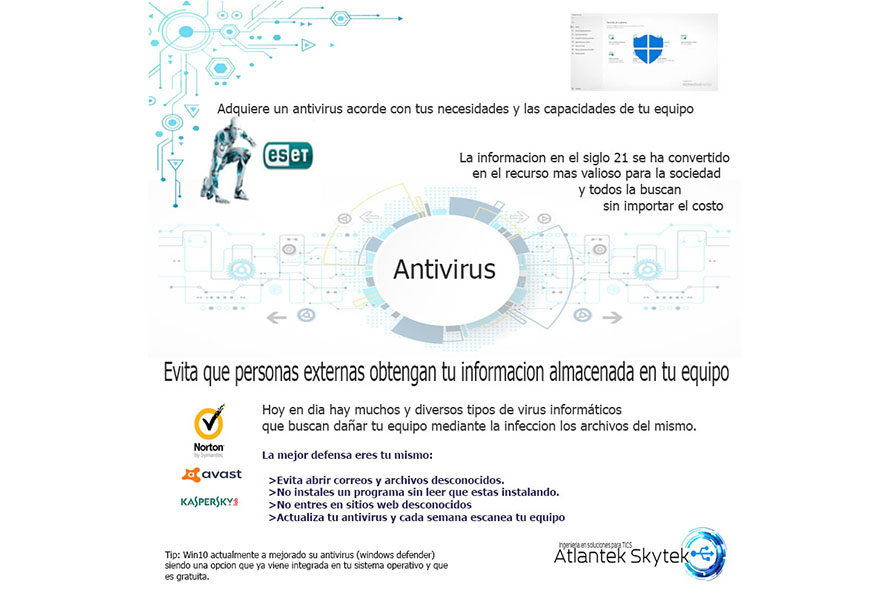 Adquiere un antivirus acorde con tus necesidades y las capacidades de tu equipo
eseT
La informacion en el siglo 21 se ha convertido
en el recurso mas valioso para la sociedad
y todos la buscan
sin importar el costo
Antivirus
Evita que personas externas obtengan tu informacion almacenada en tu equipo
Norton
by Symantec
avast
KASPERSKY
Hoy en dia hay muchos y diversos tipos de virus informáticos
que buscan dañar tu equipo mediante la infeccion los archivos del mismo.
La mejor defensa eres tu mismo:
>Evita abrir correos y archivos desconocidos.
>No instales un programa sin leer que estas instalando.
>No entres en sitios web desconocidos
>Actualiza tu antivirus y cada semana escanea tu equipo
Tip: Win10 actualmente a mejorado su antivirus (windows defender)
siendo una opcion que ya viene integrada en tu sistema operativo y que
es gratuita.
Ingeniería en soluciones para TICS
Atlantek Skytek